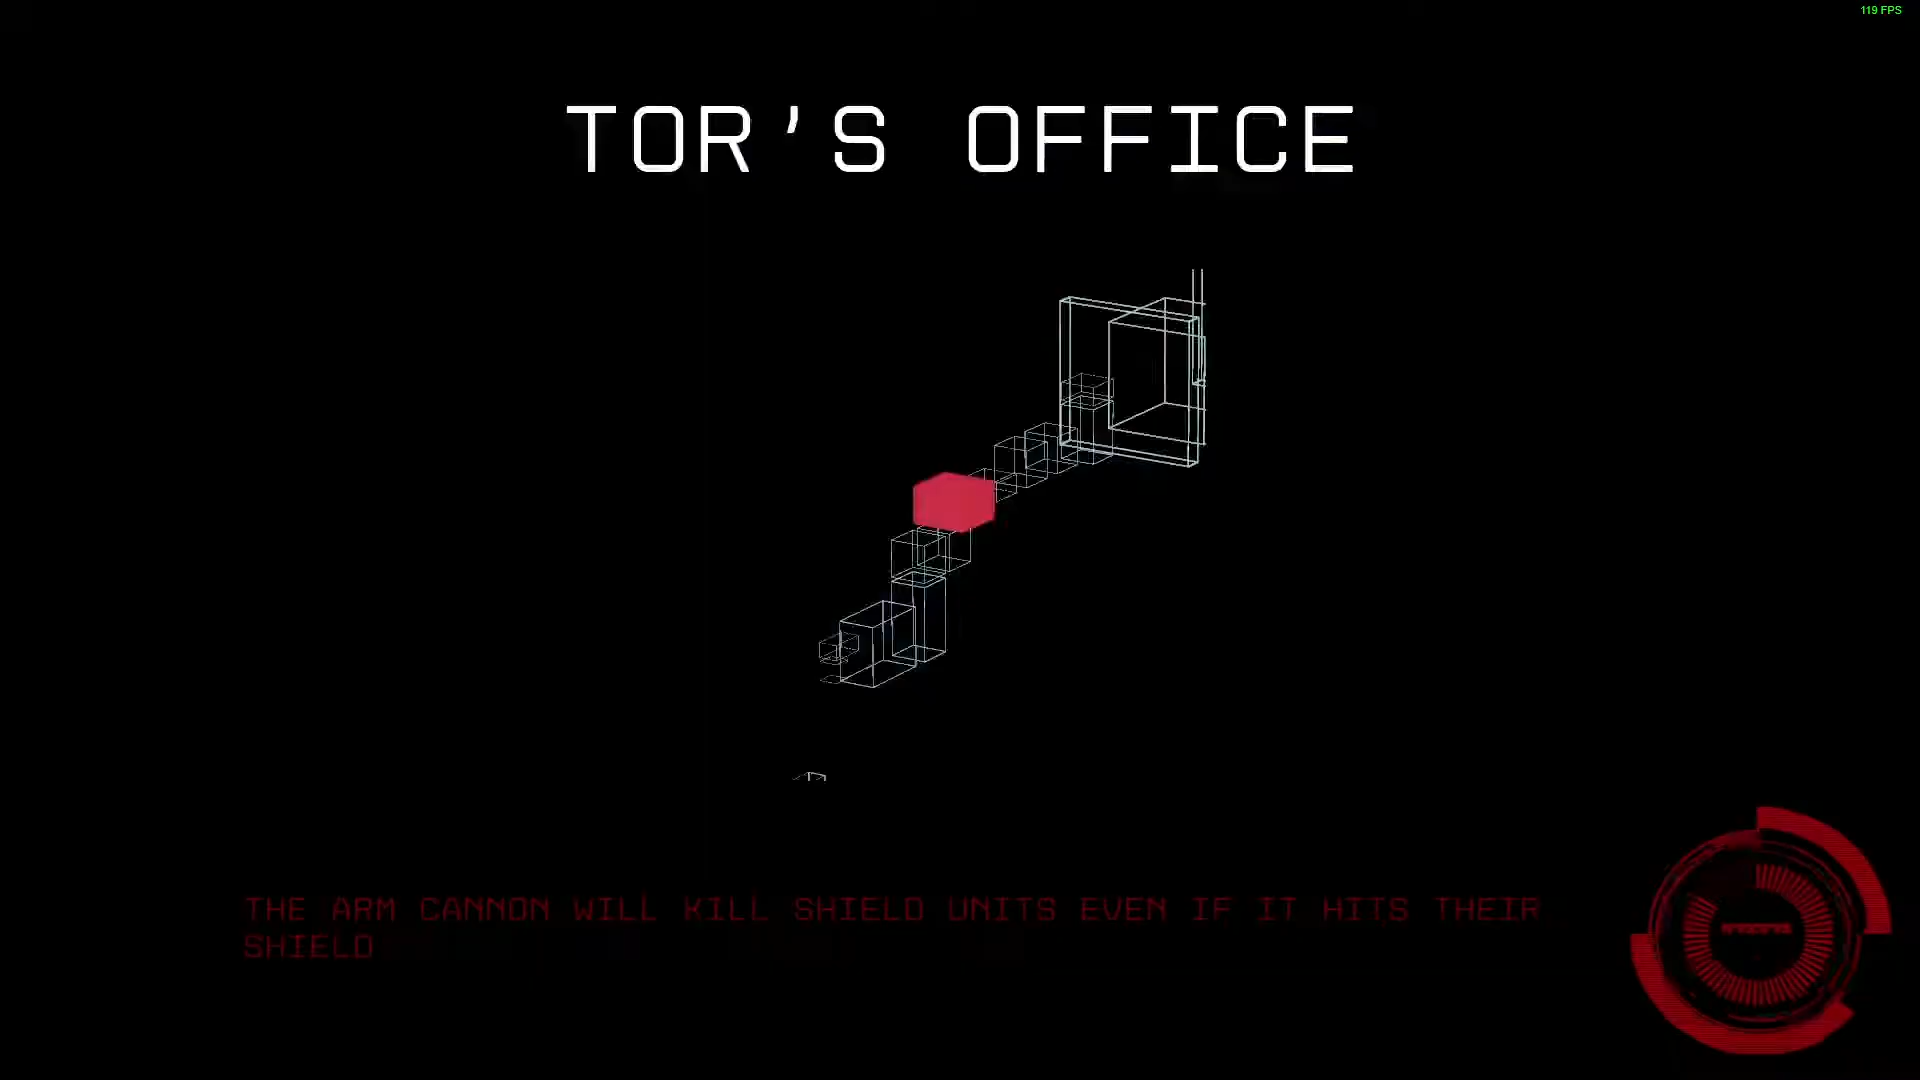 119 FPS
TOR'S OFFICE
THE ARM CANNON WILL KILL SHIELD UNITS EVEN IF IT HITS THEIR
SHIELD